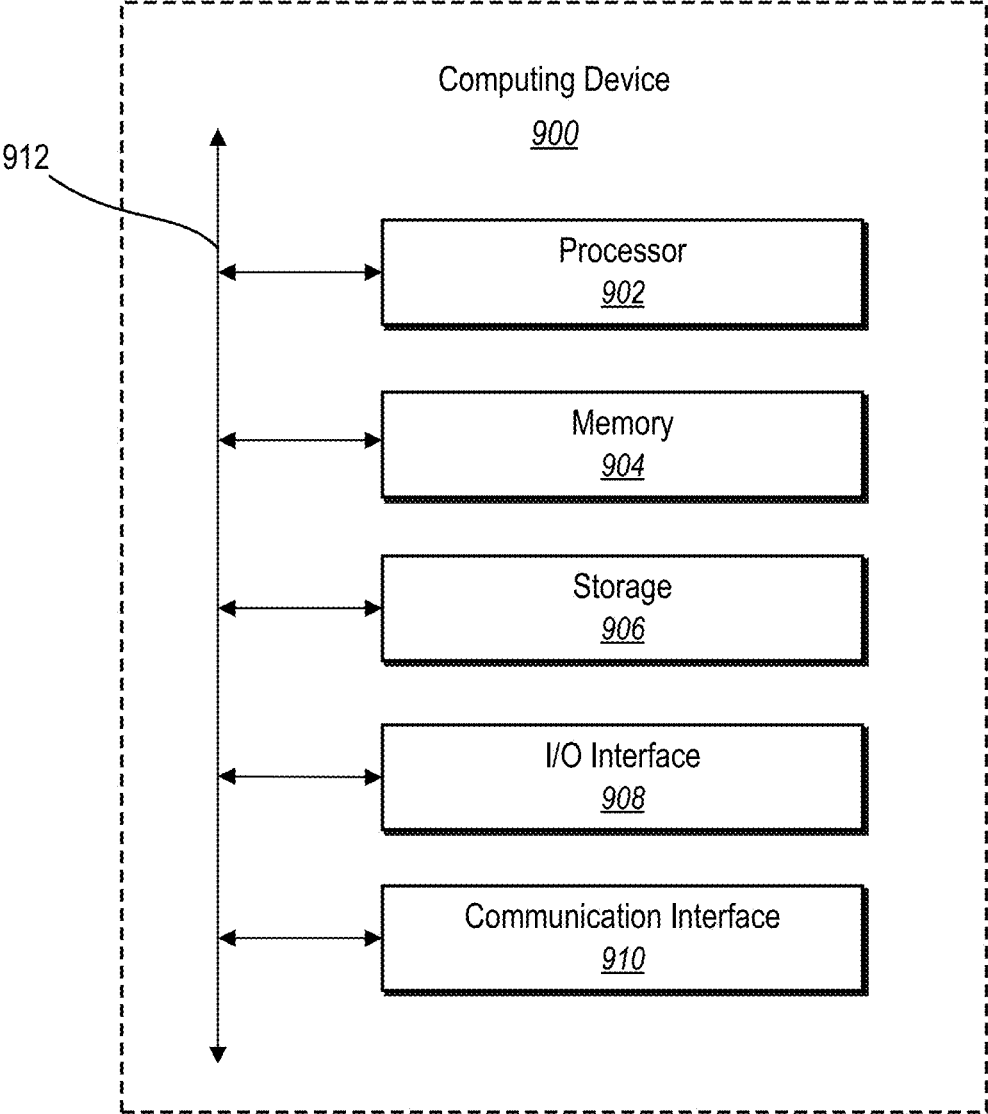 Computing Device
900
912
Processor
902
Memory
904
Storage
906
I/O Interface
908
Communication Interface
910